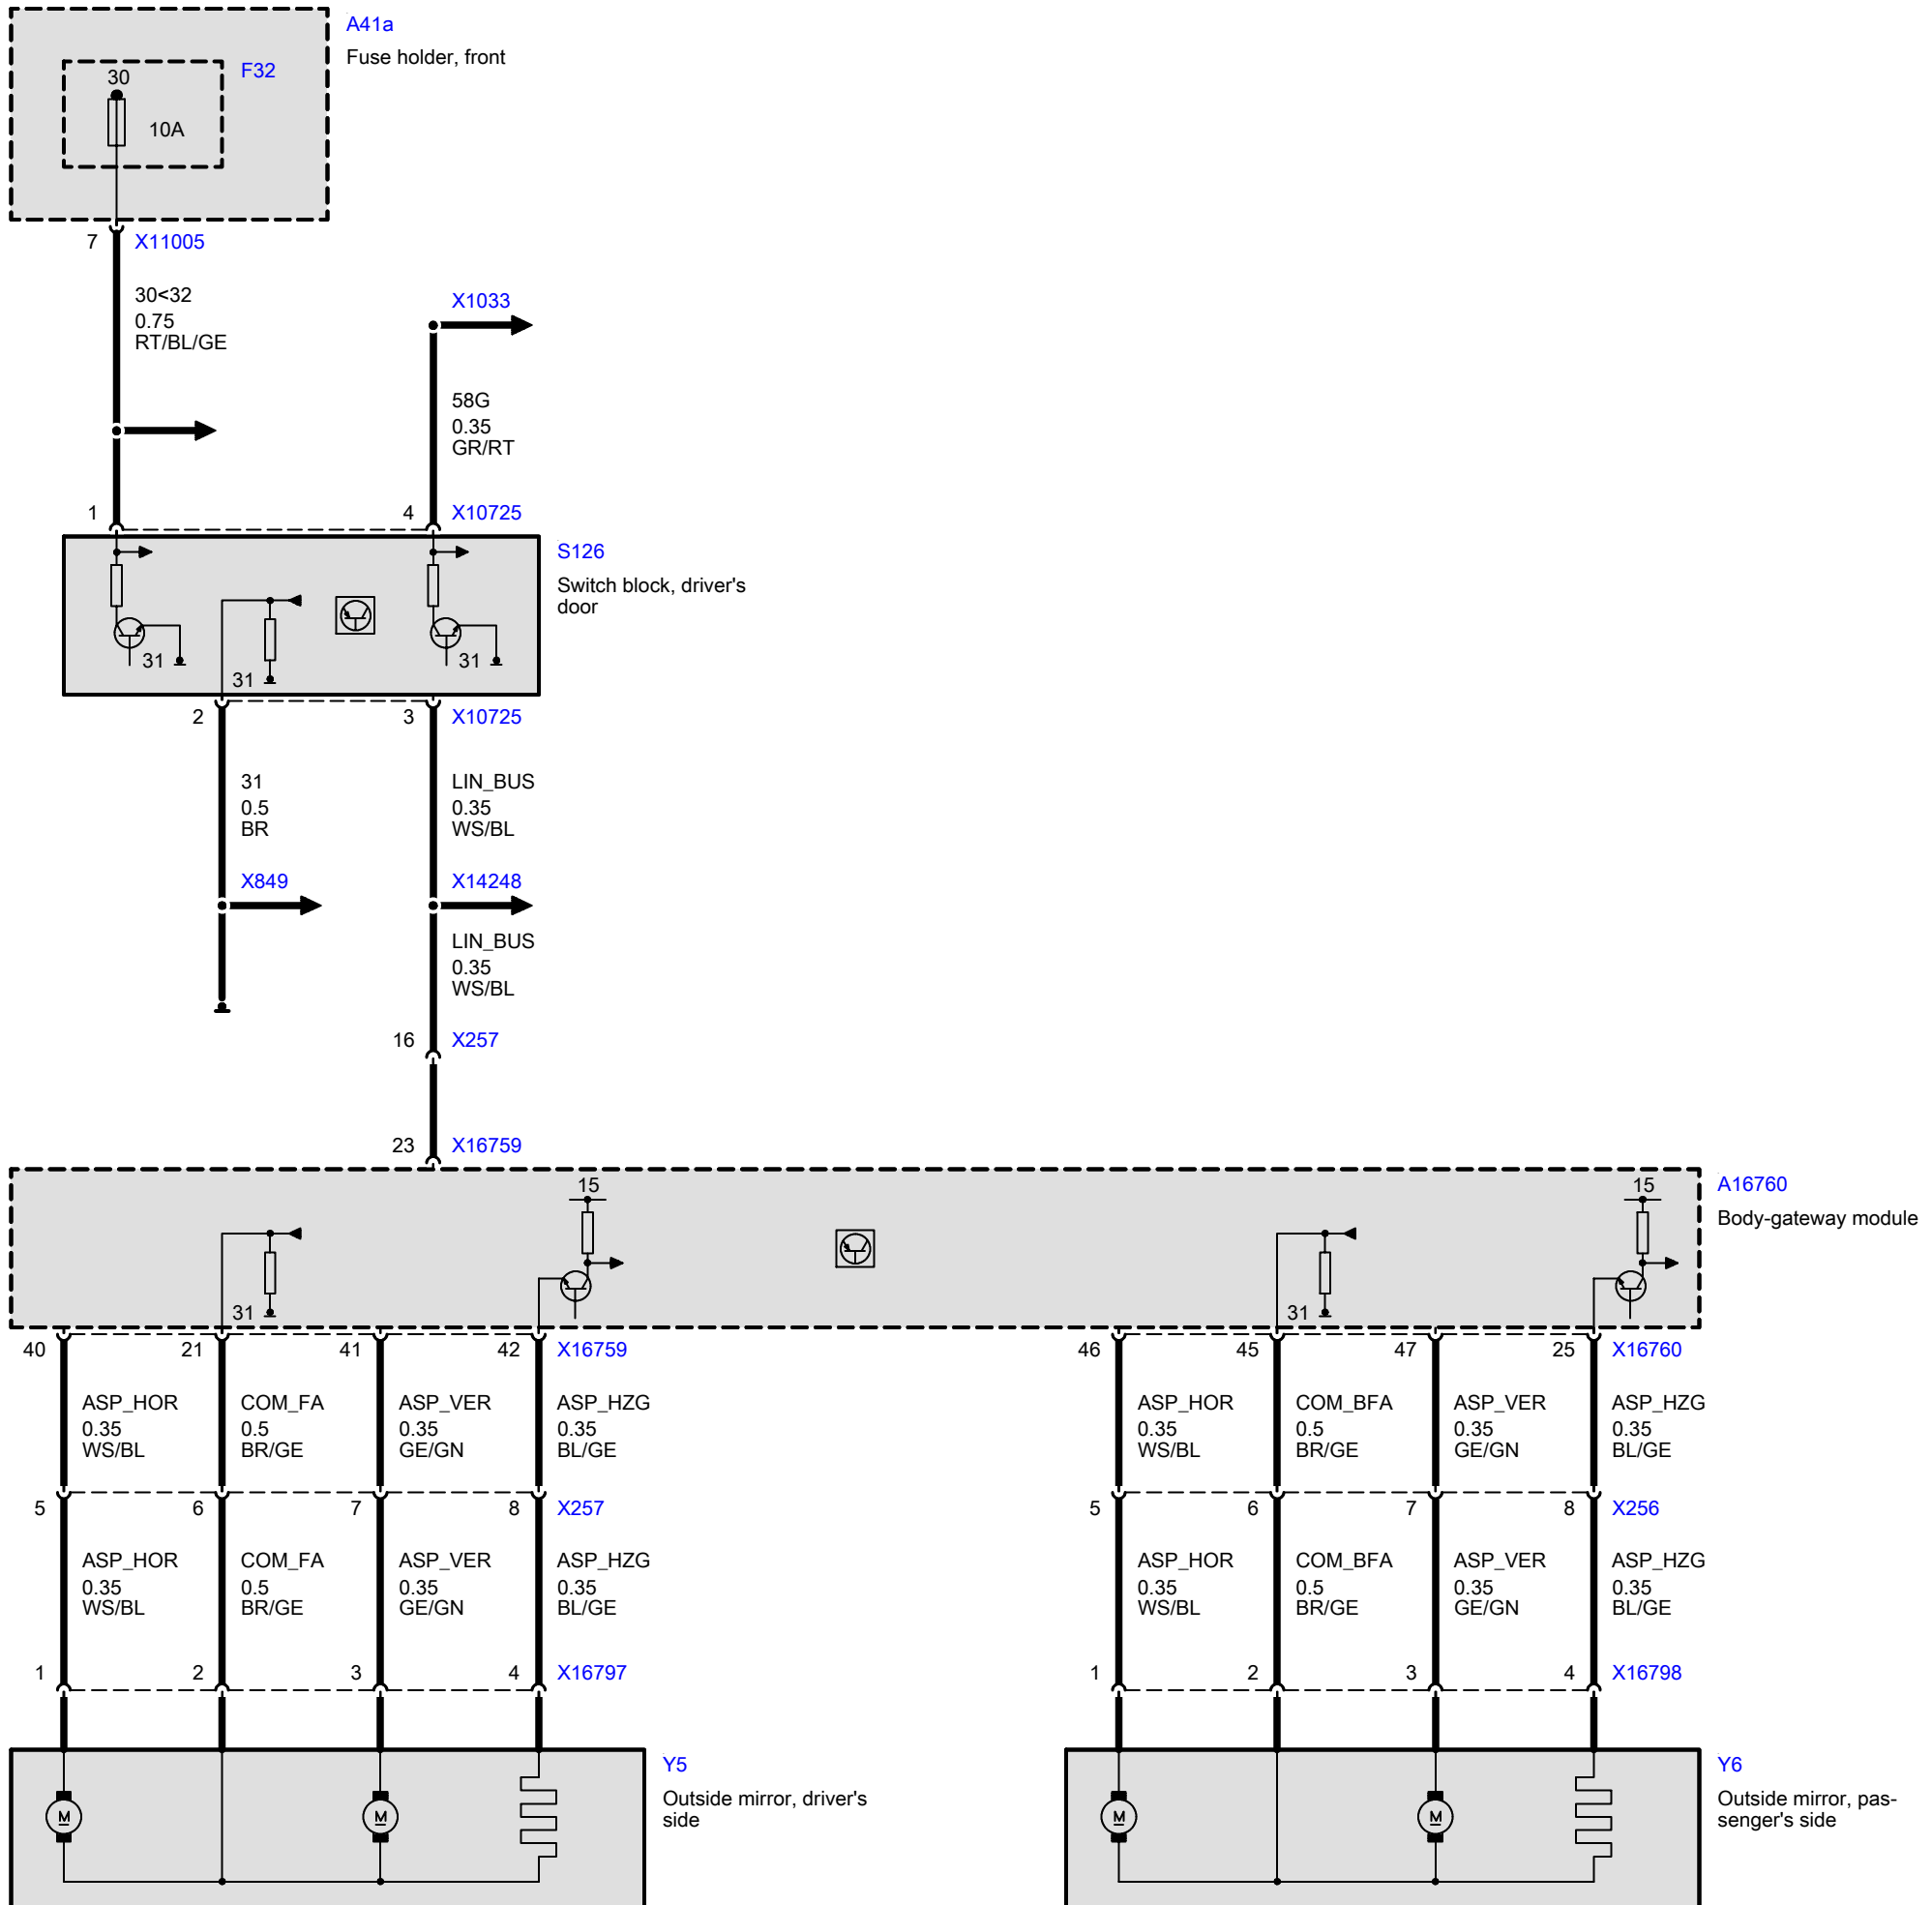 A41a
Fuse holder, front
F32
30
10A
7 X11005
30<32
0.75
RT/BL/GE
X1033
58G
0.35
GR/RT
1 4 X10725
S126
Switch block, driver's
door
31 31
31
2 3 X10725
31
0.5
BR
LIN_BUS
0.35
WS/BL
X849 X14248
LIN_BUS
0.35
WS/BL
16 X257
23 X16759
15 15
A16760
Body-gateway module
31 31
40 21 41 42 X16759
46 45 47 25 X16760
ASP_HOR COM_FA ASP_VER ASP_HZG
0.35 0.5 0.35 0.35
WS/BL BR/GE GE/GN BL/GE
ASP_HOR COM_BFA ASP_VER ASP_HZG
0.35 0.5 0.35 0.35
WS/BL BR/GE GE/GN BL/GE
5 6 7 8 X257
5 6 7 8 X256
ASP_HOR COM_FA ASP_VER ASP_HZG
0.35 0.5 0.35 0.35
WS/BL BR/GE GE/GN BL/GE
ASP_HOR COM_BFA ASP_VER ASP_HZG
0.35 0.5 0.35 0.35
WS/BL BR/GE GE/GN BL/GE
1 2 3 4 X16797
1 2 3 4 X16798
Y5
Outside mirror, driver's
side
M M
Y6
Outside mirror, pas-
senger's side
M M